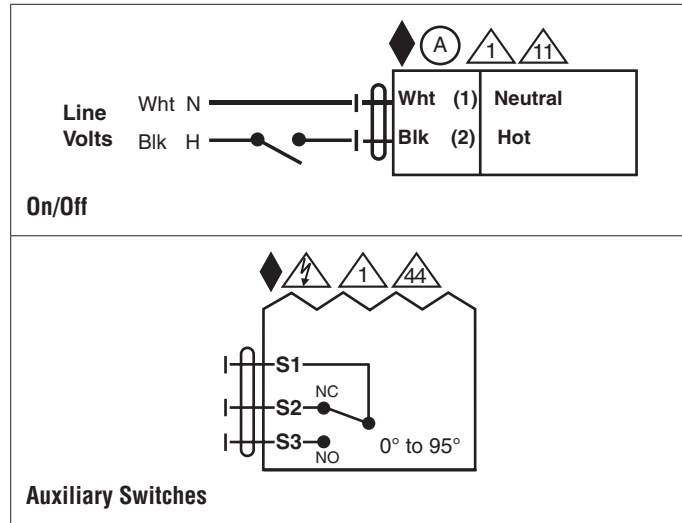 A 1 11
Line Volts
Wht N
Blk H
Wht (1) Neutral
Blk (2) Hot
On/Off
1 44
S1
NC
S2
S3
NO
0° to 95°
Auxiliary Switches